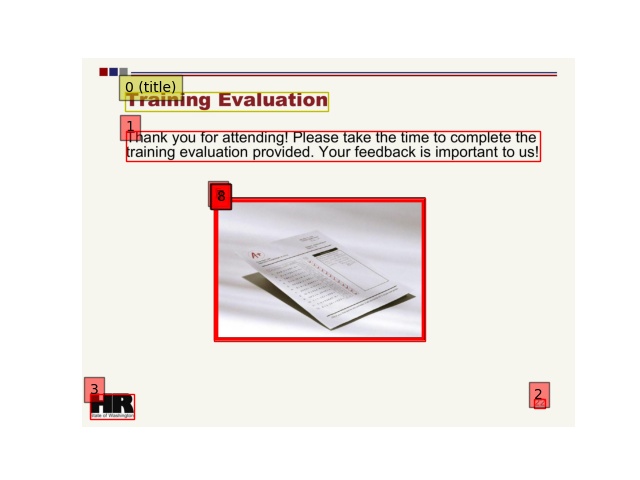 0 (title)
Training Evaluation
1
Thank you for attending! Please take the time to complete the
training evaluation provided. Your feedback is important to us!
8
A+
3
HR
State of Washington
2